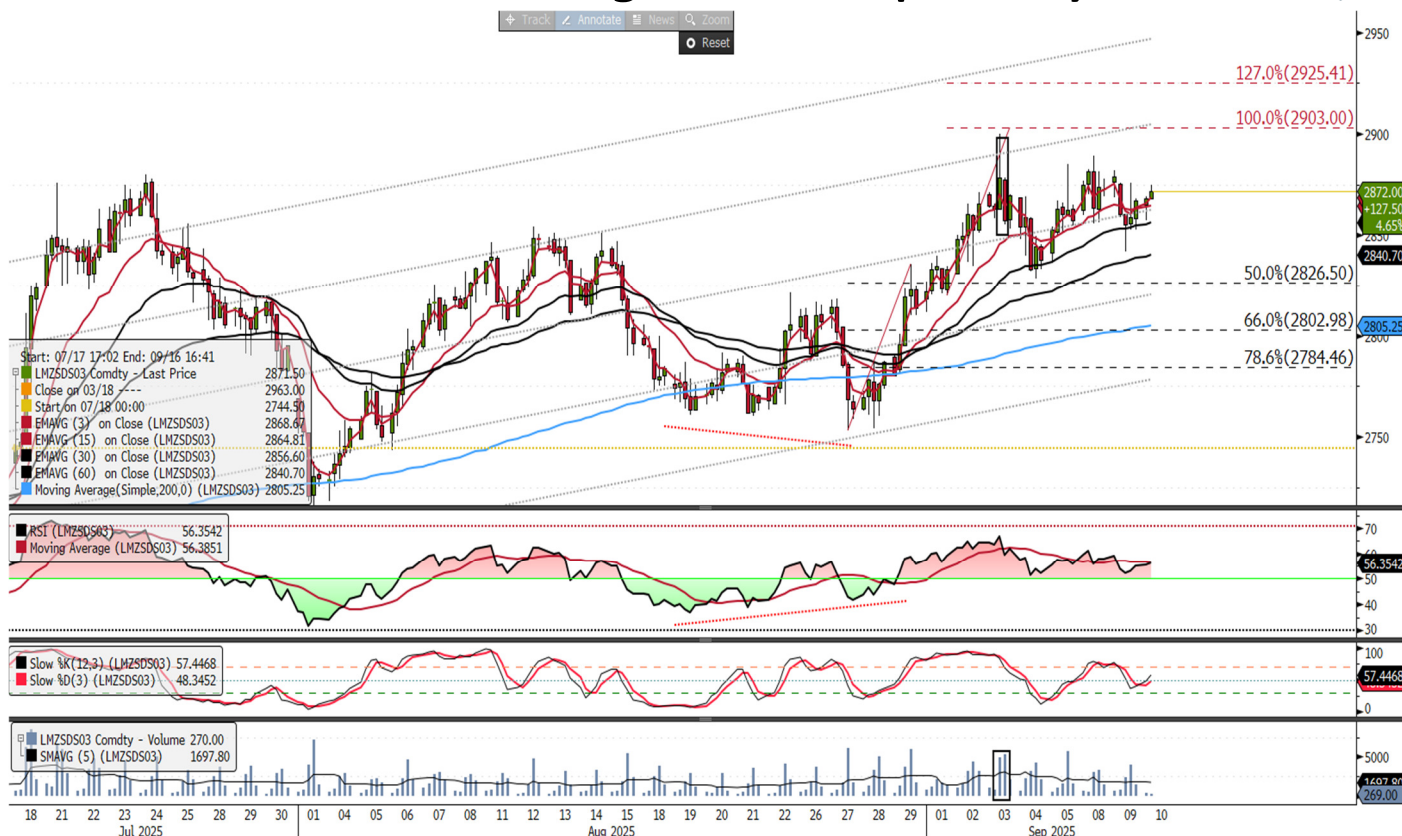 Track Annotate News Zoom
Reset
2950
127.0%(2925.41)
100.0%(2903.00)
2900
2872.00
+127.50
4.65%
2850
2840.70
50.0%(2826.50)
66.0%(2802.98)
2805.25
2800
78.6%(2784.46)
2750
Start: 07/17 17:02 End: 09/16 16:41
LMZSDS03 Comdty - Last Price 2871.50
Close on 03/18 ---- 2963.00
Start on 07/18 00:00 2744.50
EMAVG (3) on Close (LMZSDS03) 2868.67
EMAVG (15) on Close (LMZSDS03) 2864.81
EMAVG (30) on Close (LMZSDS03) 2856.60
EMAVG (60) on Close (LMZSDS03) 2840.70
Moving Average(Simple,200,0) (LMZSDS03) 2805.25
RSI (LMZSDS03) 56.3542
Moving Average (LMZSDS03) 56.3851
70
60
56.3542
50
40
30
Slow %K(12,3) (LMZSDS03) 57.4468
Slow %D(3) (LMZSDS03) 48.3452
100
57.4468
0
LMZSDS03 Comdty - Volume 270.00
SMAVG (5) (LMZSDS03) 1697.80
5000
1697.80
269.00
18 21 22 23 24 25 28 29 30 01 04 05 06 07 08 11 12 13 14 15 18 19 20 21 22 26 27 28 29 01 02 03 04 05 08 09 10
Jul 2025 Aug 2025 Sep 2025